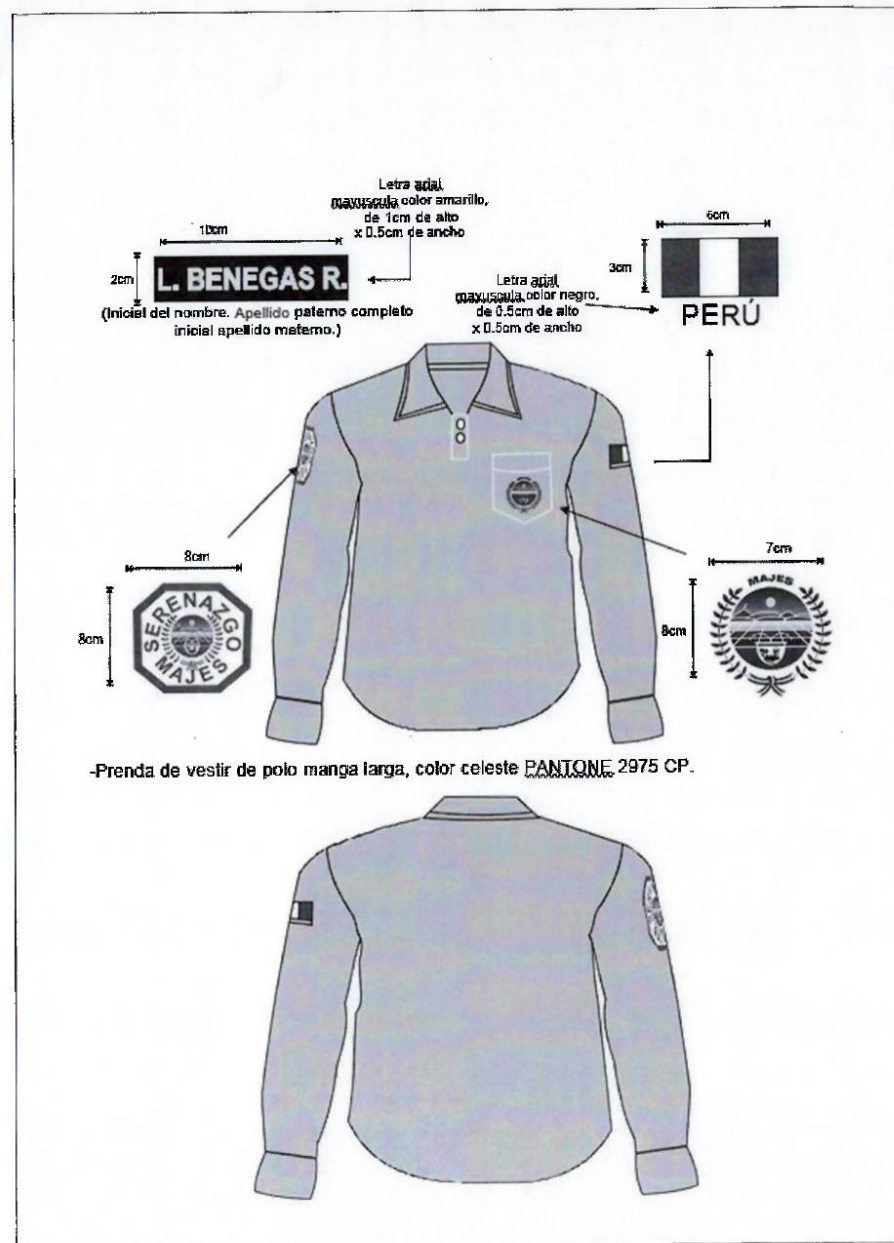 Letra arial
mayuscula color amarillo,
de 1cm de alto
x 0.5cm de ancho
10cm
2cm
L. BENEGAS R.
(Inicial del nombre. Apellido paterno completo
inicial apellido materno.)
6cm
3cm
PERÚ
Letra arial
mayuscula color negro,
de 0.5cm de alto
x 0.5cm de ancho
8cm
8cm
SERENAZGO
MAJES
7cm
8cm
MAJES
-Prenda de vestir de polo manga larga, color celeste PANTONE 2975 CP.